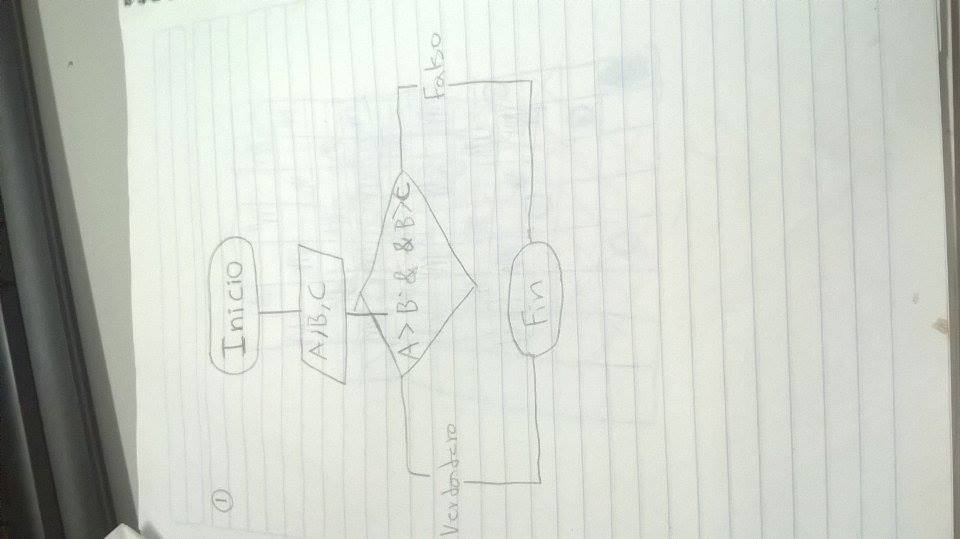 ①
Inicio
A,B,C
A>B && B>C
Verdadero
Falso
Fin